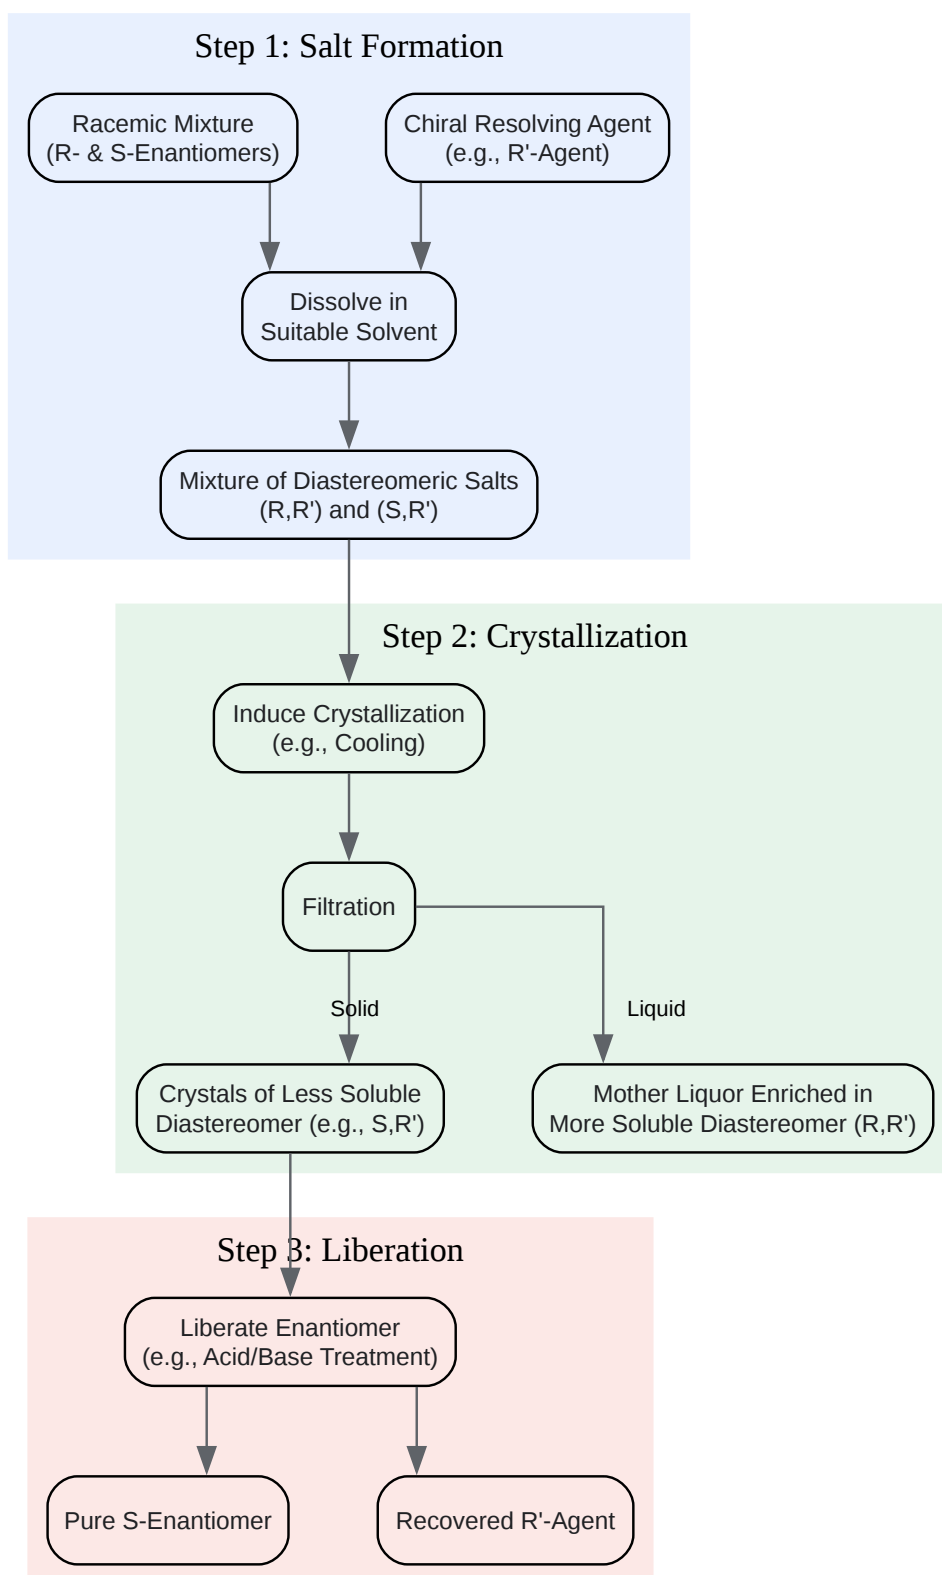 Step 1: Salt Formation
Racemic Mixture
(R- & S-Enantiomers)
Chiral Resolving Agent
(e.g., R'-Agent)
Dissolve in
Suitable Solvent
Mixture of Diastereomeric Salts
(R,R') and (S,R')
Step 2: Crystallization
Induce Crystallization
(e.g., Cooling)
Filtration
Solid
Liquid
Crystals of Less Soluble
Diastereomer (e.g., S,R')
Mother Liquor Enriched in
More Soluble Diastereomer (R,R')
Step 3: Liberation
Liberate Enantiomer
(e.g., Acid/Base Treatment)
Pure S-Enantiomer
Recovered R'-Agent